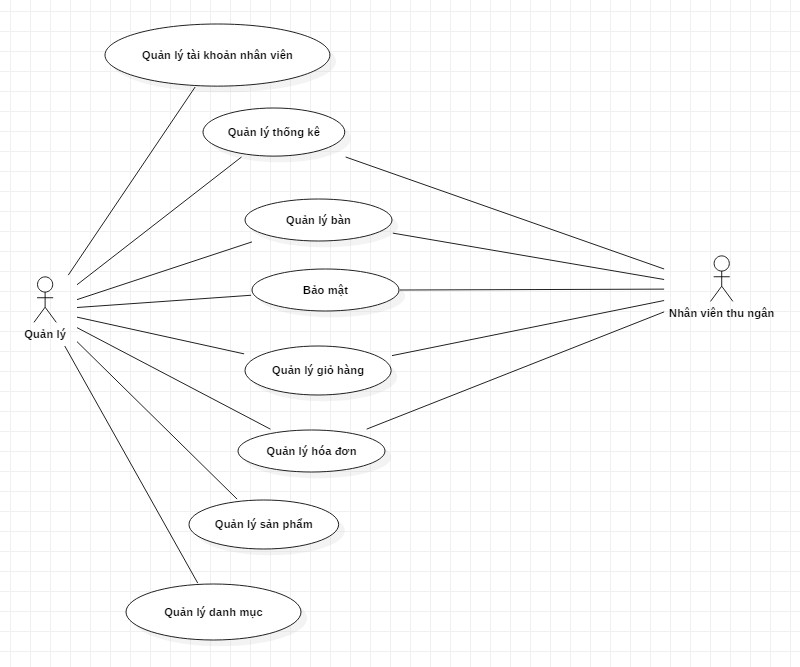 Quản lý tài khoản nhân viên
Quản lý thống kê
Quản lý bàn
Bảo mật
Quản lý
Nhân viên thu ngân
Quản lý giỏ hàng
Quản lý hóa đơn
Quản lý sản phẩm
Quản lý danh mục